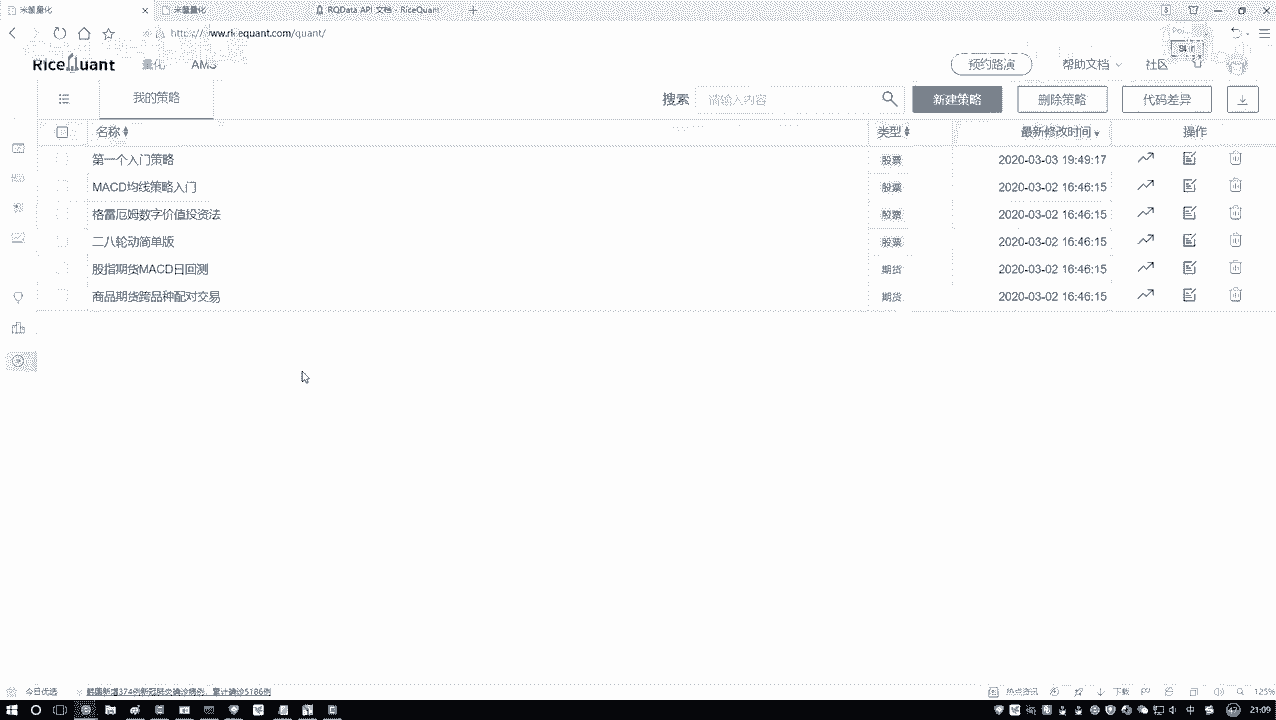 米筐量化 米筐量化 RQData API 文档 - RiceQuant
https://www.ricequant.com/quant/
RiceQuant 量化 AMS 预约路演 帮助文档 社区
我的策略 搜索 请输入内容 新建策略 删除策略 代码差异
名称 类型 最新修改时间 操作
第一个入门策略 股票 2020-03-03 19:49:17
MACD均线策略入门 股票 2020-03-02 16:46:15
格雷厄姆数字价值投资法 股票 2020-03-02 16:46:15
二八轮动简单版 股票 2020-03-02 16:46:15
股指期货MACD日回测 期货 2020-03-02 16:46:15
商品期货跨品种配对交易 期货 2020-03-02 16:46:15
今日优选 韩国新增374例新冠肺炎确诊病例，累计确诊5186例 热点资讯 下载 125%
中 21:09